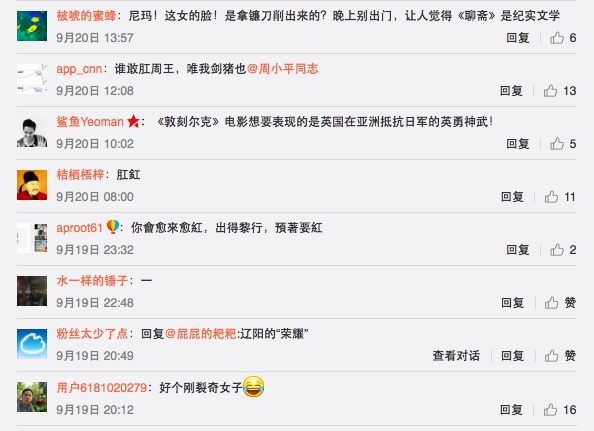 被唬的蜜蜂：尼玛！这女的脸！是拿镰刀削出来的？晚上别出门，让人觉得《聊斋》是纪实文学
9月20日 13:57 回复 6
app_cnn：谁敢肛周王，唯我剑猪也@周小平同志
9月20日 12:08 回复 13
鲨鱼Yeoman：《敦刻尔克》电影想要表现的是英国在亚洲抵抗日军的英勇神武！
9月20日 10:02 回复 5
桔栖梧梓：肛釭
9月20日 08:00 回复 11
aproot61：你會愈來愈紅，出得黎行，預著要紅
9月19日 23:32 回复 2
水一样的锤子：一
9月19日 22:48 回复 赞
粉丝太少了点：回复@屁屁的粑粑:辽阳的“荣耀”
9月19日 20:49 查看对话 回复 赞
用户6181020279：好个刚裂奇女子
9月19日 20:12 回复 16